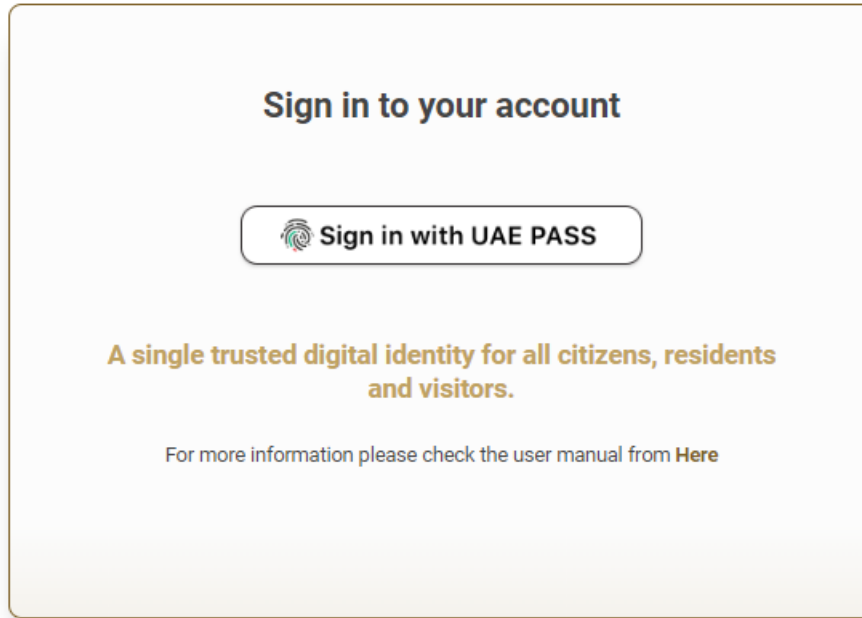 Sign in to your account
Sign in with UAE PASS
A single trusted digital identity for all citizens, residents
and visitors.
For more information please check the user manual from Here